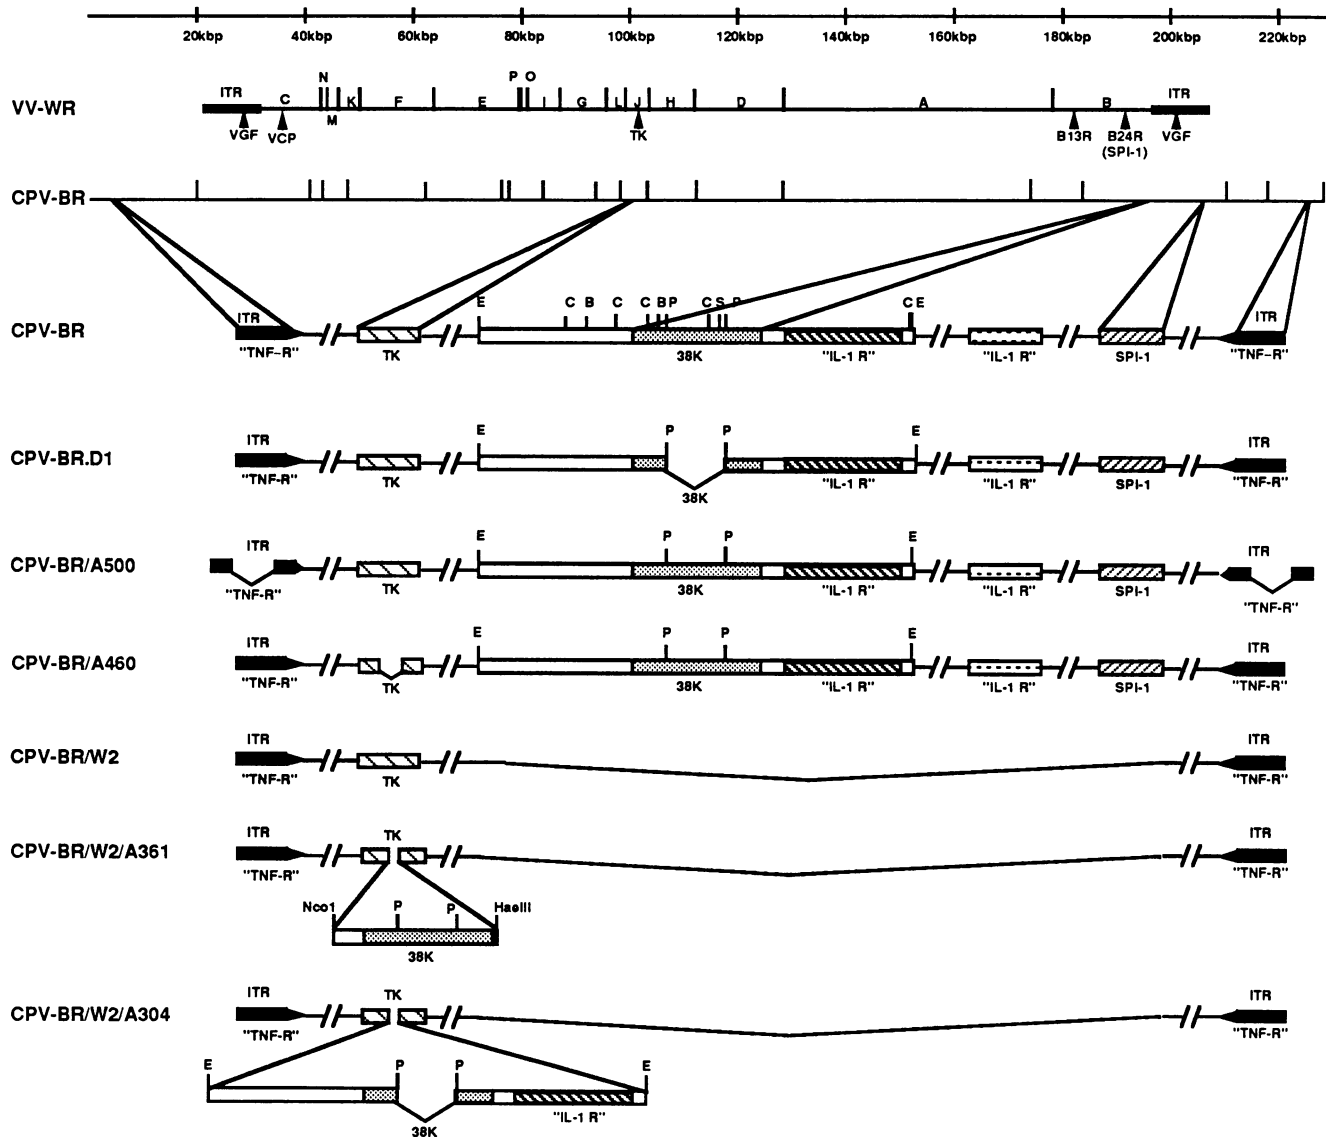 20kbp 40kbp 60kbp 80kbp 100kbp 120kbp 140kbp 160kbp 180kbp 200kbp 220kbp
N P O
ITR C K F E I G L J H D A B ITR
VV-WR
M
VGF VCP TK B13R B24R VGF
(SPI-1)
CPV-BR
E C B C C B P C S P C E
ITR ITR
CPV-BR
"TNF-R" TK 38K "IL-1 R" "IL-1 R" SPI-1 "TNF-R"
E P P E
ITR ITR
CPV-BR.D1
"TNF-R" TK "IL-1 R" "IL-1 R" SPI-1 "TNF-R"
38K
E P P E
ITR ITR
CPV-BR/A500
"TNF-R" TK 38K "IL-1 R" "IL-1 R" SPI-1 "TNF-R"
E P P E
ITR ITR
CPV-BR/A460
"TNF-R" TK 38K "IL-1 R" "IL-1 R" SPI-1 "TNF-R"
ITR ITR
CPV-BR/W2
"TNF-R" TK "TNF-R"
ITR TK ITR
CPV-BR/W2/A361
"TNF-R" "TNF-R"
Nco1 P P HaeIII
38K
ITR TK ITR
CPV-BR/W2/A304
"TNF-R" "TNF-R"
E P P E
"IL-1 R"
38K